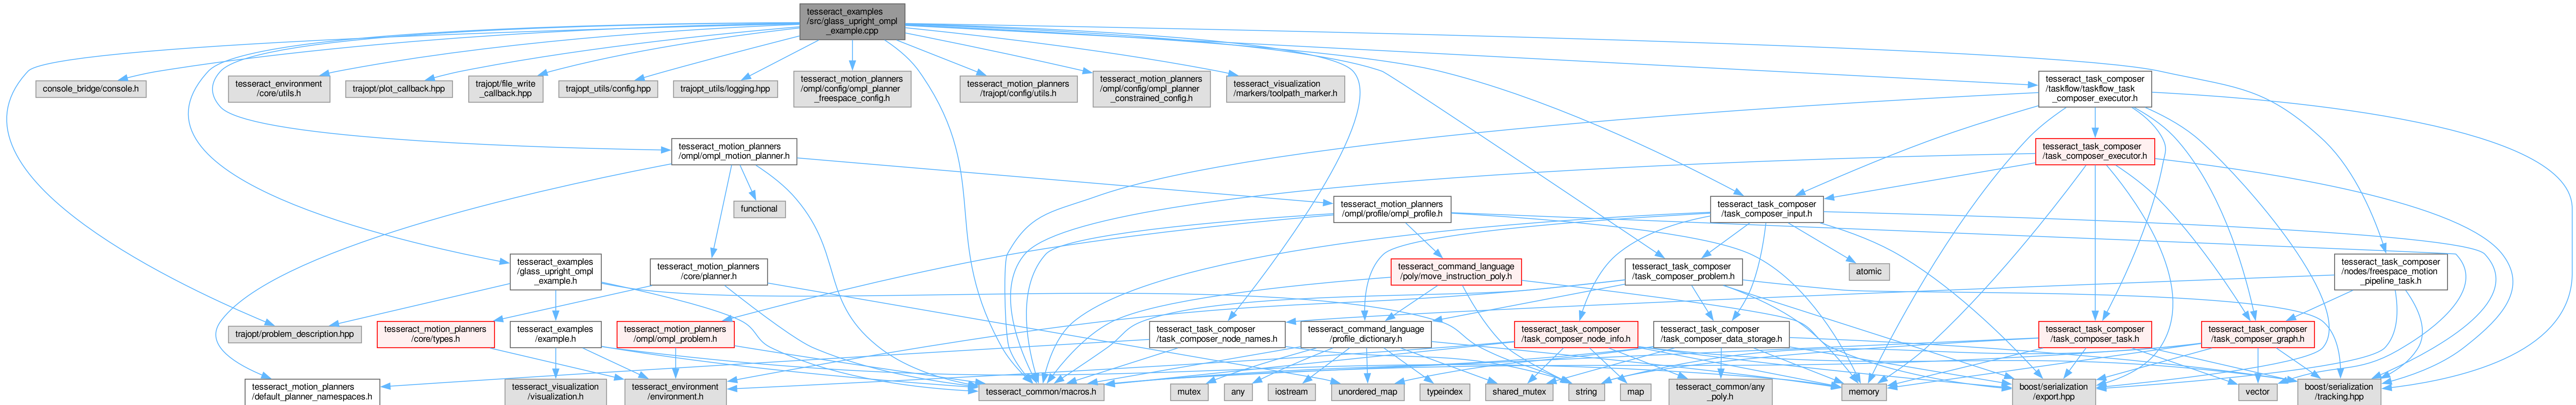 tesseract_examples
/src/glass_upright_ompl
_example.cpp
console_bridge/console.h
tesseract_environment
/core/utils.h
trajopt/plot_callback.hpp
trajopt/file_write
_callback.hpp
trajopt_utils/config.hpp
trajopt_utils/logging.hpp
tesseract_motion_planners
/ompl/config/ompl_planner
_freespace_config.h
tesseract_motion_planners
/trajopt/config/utils.h
tesseract_motion_planners
/ompl/config/ompl_planner
_constrained_config.h
tesseract_visualization
/markers/toolpath_marker.h
tesseract_task_composer
/taskflow/taskflow_task
_composer_executor.h
tesseract_motion_planners
/ompl/ompl_motion_planner.h
tesseract_task_composer
/task_composer_executor.h
functional
tesseract_motion_planners
/ompl/profile/ompl_profile.h
tesseract_task_composer
/task_composer_input.h
tesseract_examples
/glass_upright_ompl
_example.h
tesseract_motion_planners
/core/planner.h
tesseract_command_language
/poly/move_instruction_poly.h
tesseract_task_composer
/task_composer_problem.h
atomic
tesseract_task_composer
/nodes/freespace_motion
_pipeline_task.h
trajopt/problem_description.hpp
tesseract_motion_planners
/core/types.h
tesseract_examples
/example.h
tesseract_motion_planners
/ompl/ompl_problem.h
tesseract_task_composer
/task_composer_node_names.h
tesseract_command_language
/profile_dictionary.h
tesseract_task_composer
/task_composer_node_info.h
tesseract_task_composer
/task_composer_data_storage.h
tesseract_task_composer
/task_composer_task.h
tesseract_task_composer
/task_composer_graph.h
tesseract_motion_planners
/default_planner_namespaces.h
tesseract_visualization
/visualization.h
tesseract_environment
/environment.h
tesseract_common/macros.h
mutex
any
iostream
unordered_map
typeindex
shared_mutex
string
map
tesseract_common/any
_poly.h
memory
boost/serialization
/export.hpp
vector
boost/serialization
/tracking.hpp